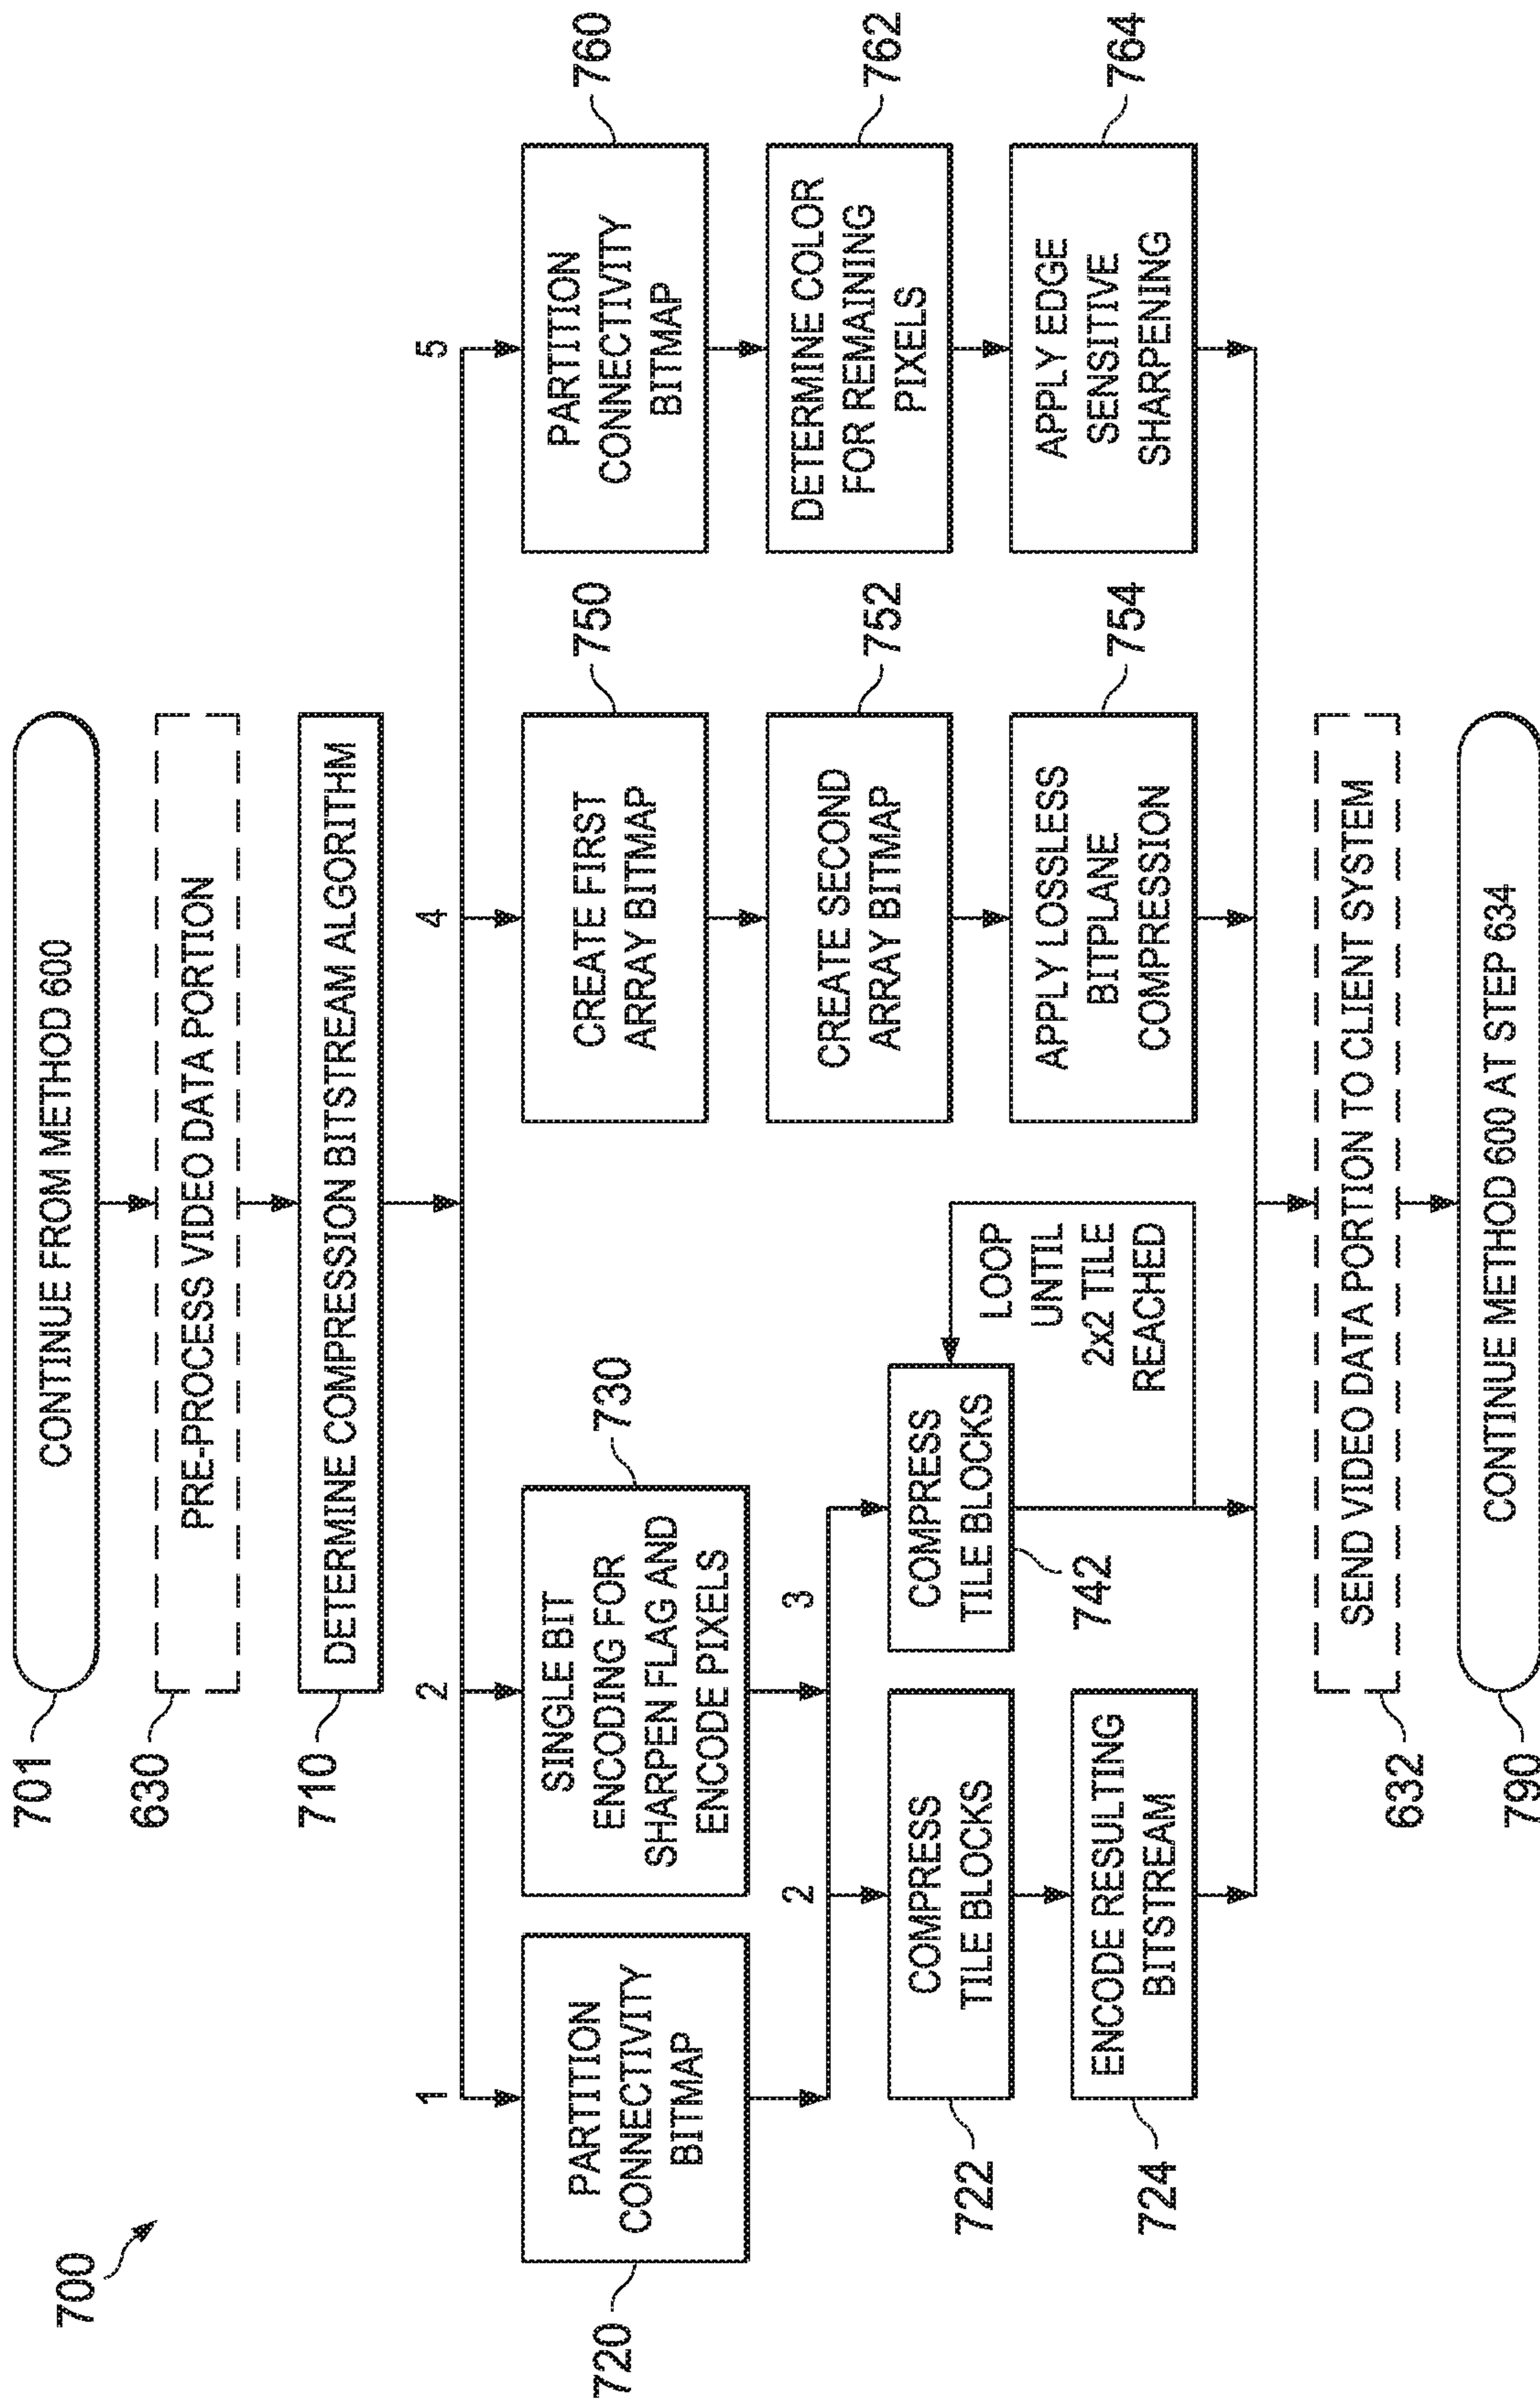 700
701
CONTINUE FROM METHOD 600
630
PRE-PROCESS VIDEO DATA PORTION
710
DETERMINE COMPRESSION BITSTREAM ALGORITHM
1
2
4
5
720
PARTITION
CONNECTIVITY
BITMAP
SINGLE BIT
ENCODING FOR
SHARPEN FLAG AND
ENCODE PIXELS
730
CREATE FIRST
ARRAY BITMAP
750
PARTITION
CONNECTIVITY
BITMAP
760
2
3
722
COMPRESS
TILE BLOCKS
COMPRESS
TILE BLOCKS
742
LOOP
UNTIL
2x2 TILE
REACHED
CREATE SECOND
ARRAY BITMAP
752
DETERMINE COLOR
FOR REMAINING
PIXELS
762
724
ENCODE RESULTING
BITSTREAM
APPLY LOSSLESS
BITPLANE
COMPRESSION
754
APPLY EDGE
SENSITIVE
SHARPENING
764
632
SEND VIDEO DATA PORTION TO CLIENT SYSTEM
790
CONTINUE METHOD 600 AT STEP 634